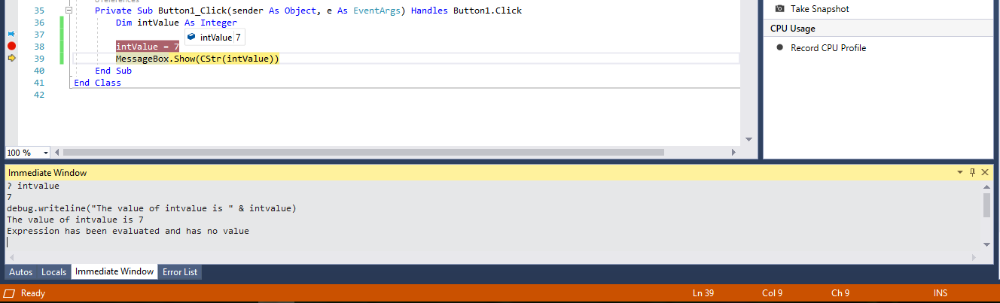 0 references
35 Private Sub Button1_Click(sender As Object, e As EventArgs) Handles Button1.Click
36 Dim intValue As Integer
37
intValue 7
38 intValue = 7
39 MessageBox.Show(CStr(intValue))
40 End Sub
41 End Class
42
100 %
Take Snapshot
CPU Usage
Record CPU Profile
Immediate Window
? intvalue
7
debug.writeline("The value of intvalue is " & intvalue)
The value of intvalue is 7
Expression has been evaluated and has no value
Autos Locals Immediate Window Error List
Ready Ln 39 Col 9 Ch 9 INS